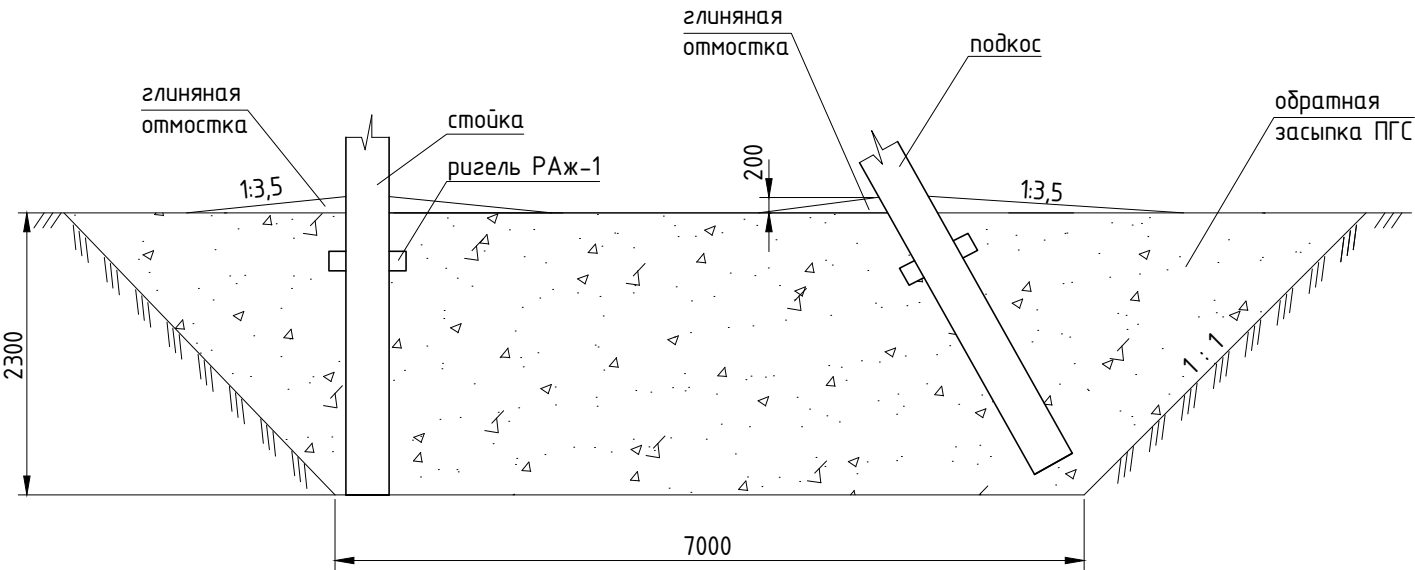 глиняная
отмостка
подкос
глиняная
отмостка
стойка
обратная
засыпка ПГС
ригель РАж-1
200
1:3,5
1:3,5
2300
1:1
7000